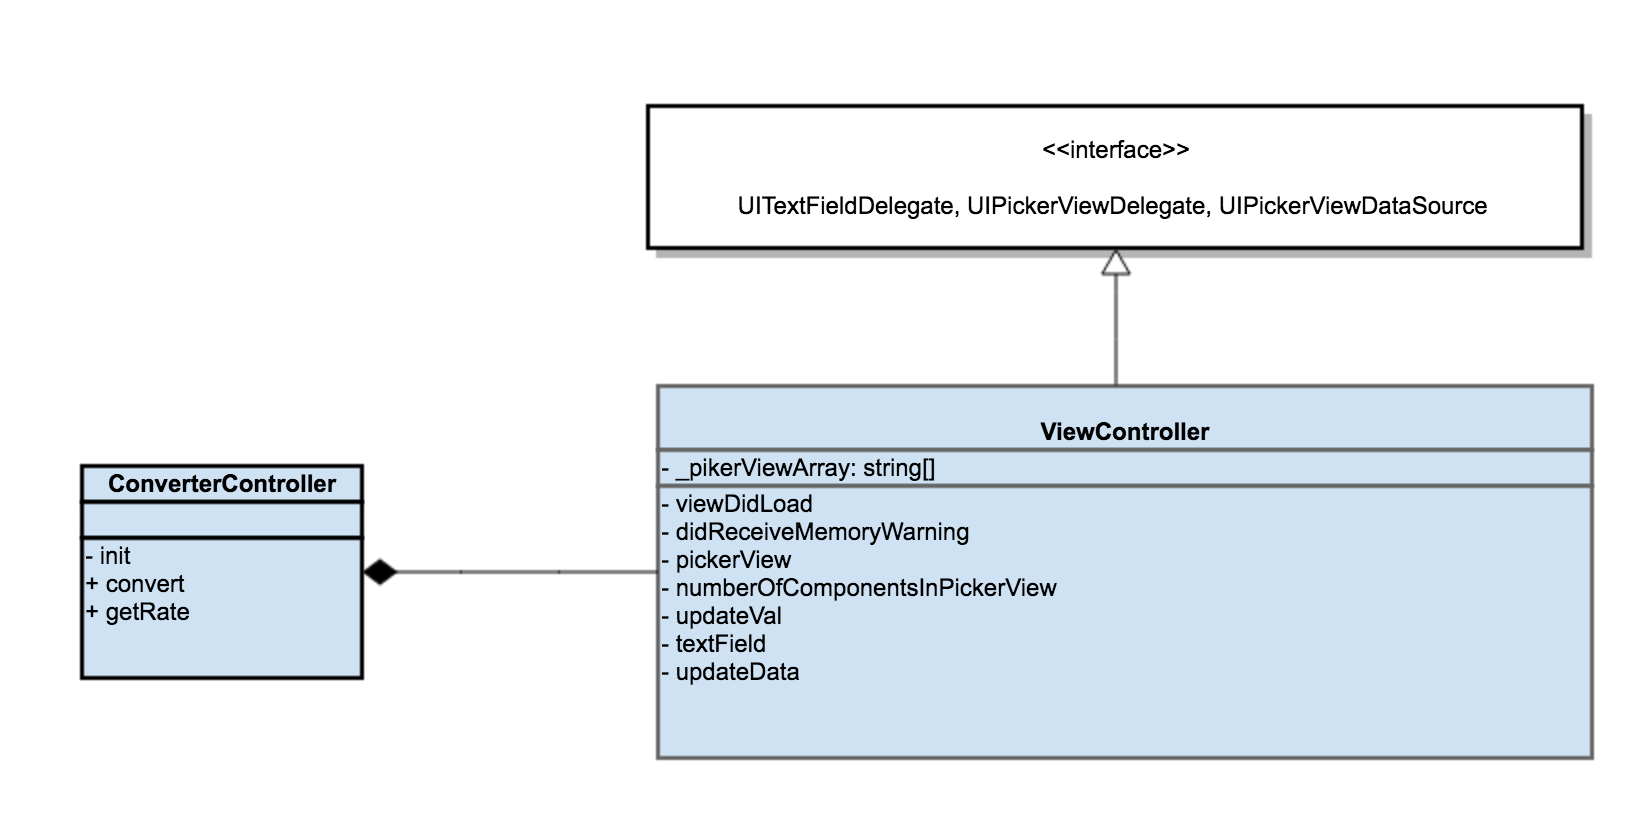 <<interface>>
UITextFieldDelegate, UIPickerViewDelegate, UIPickerViewDataSource
ViewController
- _pikerViewArray: string[]
- viewDidLoad
- didReceiveMemoryWarning
- pickerView
- numberOfComponentsInPickerView
- updateVal
- textField
- updateData
ConverterController
- init
+ convert
+ getRate